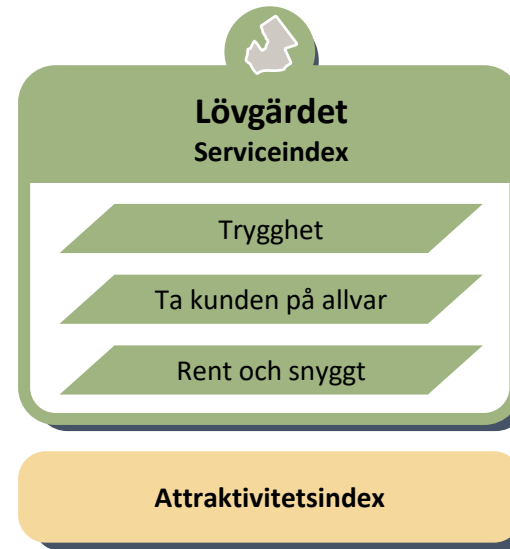 Lövgärdet
Serviceindex
Trygghet
Ta kunden på allvar
Rent och snyggt
Attraktivitetsindex